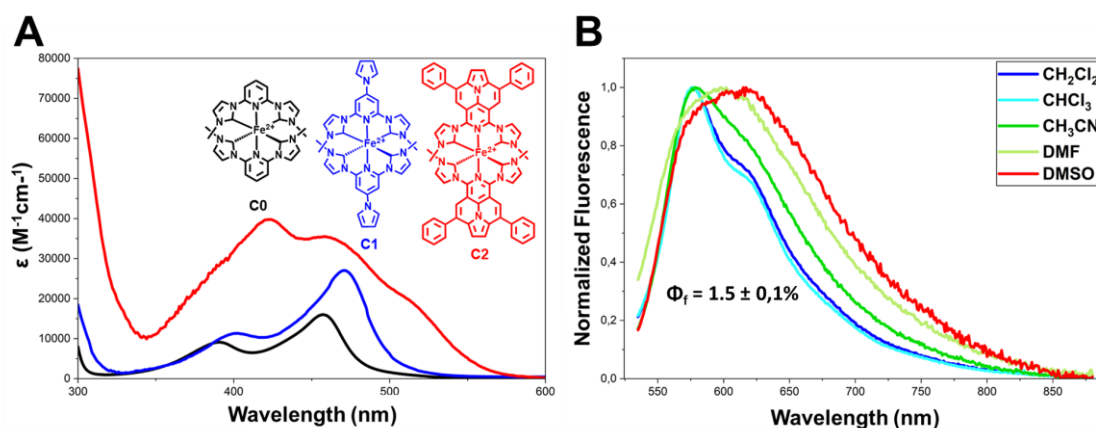 A
80000
70000
60000
50000
40000
30000
20000
10000
0
ε (M⁻¹cm⁻¹)
300
400
500
600
Wavelength (nm)
N
N
N
N
N
Fe²⁺
N
N
N
N
N
C0
N
N
N
N
N
N
Fe²⁺
N
N
N
N
N
N
C1
N
N
N
N
N
N
Fe²⁺
N
N
N
N
N
N
C2
B
1,0
0,8
0,6
0,4
0,2
0,0
Normalized Fluorescence
550
600
650
700
750
800
850
Wavelength (nm)
CH₂Cl₂
CHCl₃
CH₃CN
DMF
DMSO
Φf = 1.5 ± 0,1%